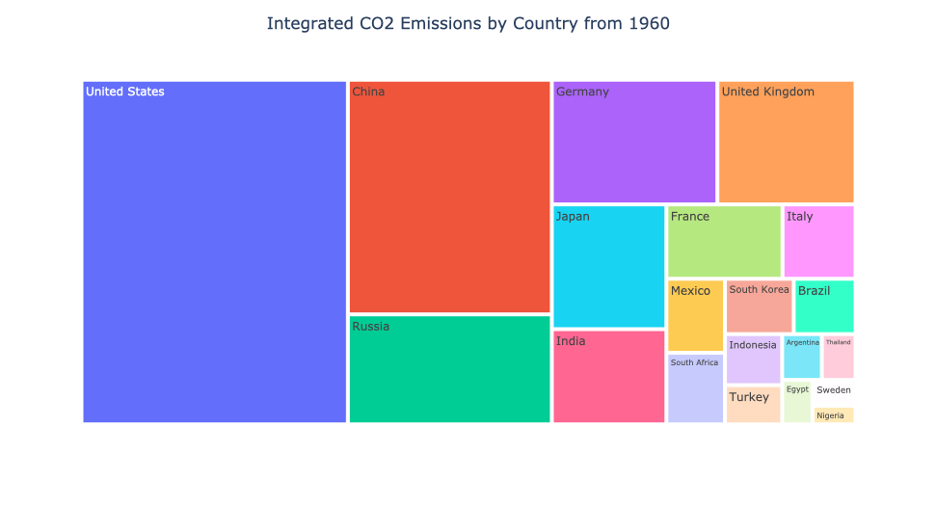 Integrated CO2 Emissions by Country from 1960
United States
China
Germany
United Kingdom
Japan
France
Italy
Mexico
South Korea
Brazil
Russia
India
Indonesia
Argentina
Thailand
South Africa
Turkey
Egypt
Sweden
Nigeria